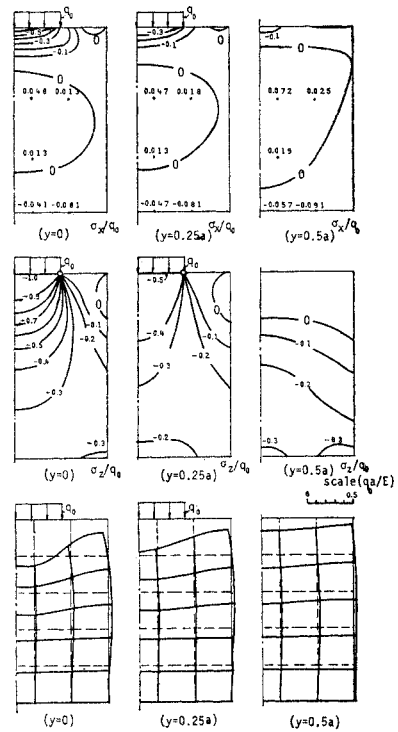 q₀ q₀
-0.5 0 -0.3 0 -0.1
-0.3 -0.1
-0.1
0 0 0
0.048 0.013 0.047 0.018 0.072 0.025
0.013 0.013 0.019
0 0 0
-0.041 -0.081 -0.047 -0.081 -0.057 -0.091
(y=0) σx/q₀ (y=0.25a) σx/q₀ (y=0.5a) σx/q₀
q₀ q₀
-1.0 -0.5
0 0
-0.7 -0.1 -0.4 -0.1 0
-0.5 -0.2 -0.2 -0.1
-0.4 -0.3 -0.2
-0.3
-0.3 -0.2 -0.3 -0.3
(y=0) σz/q₀ (y=0.25a) σz/q₀ (y=0.5a) σz/q₀
scale(q₀a/E)
0 0.5
q₀ q₀
(y=0) (y=0.25a) (y=0.5a)